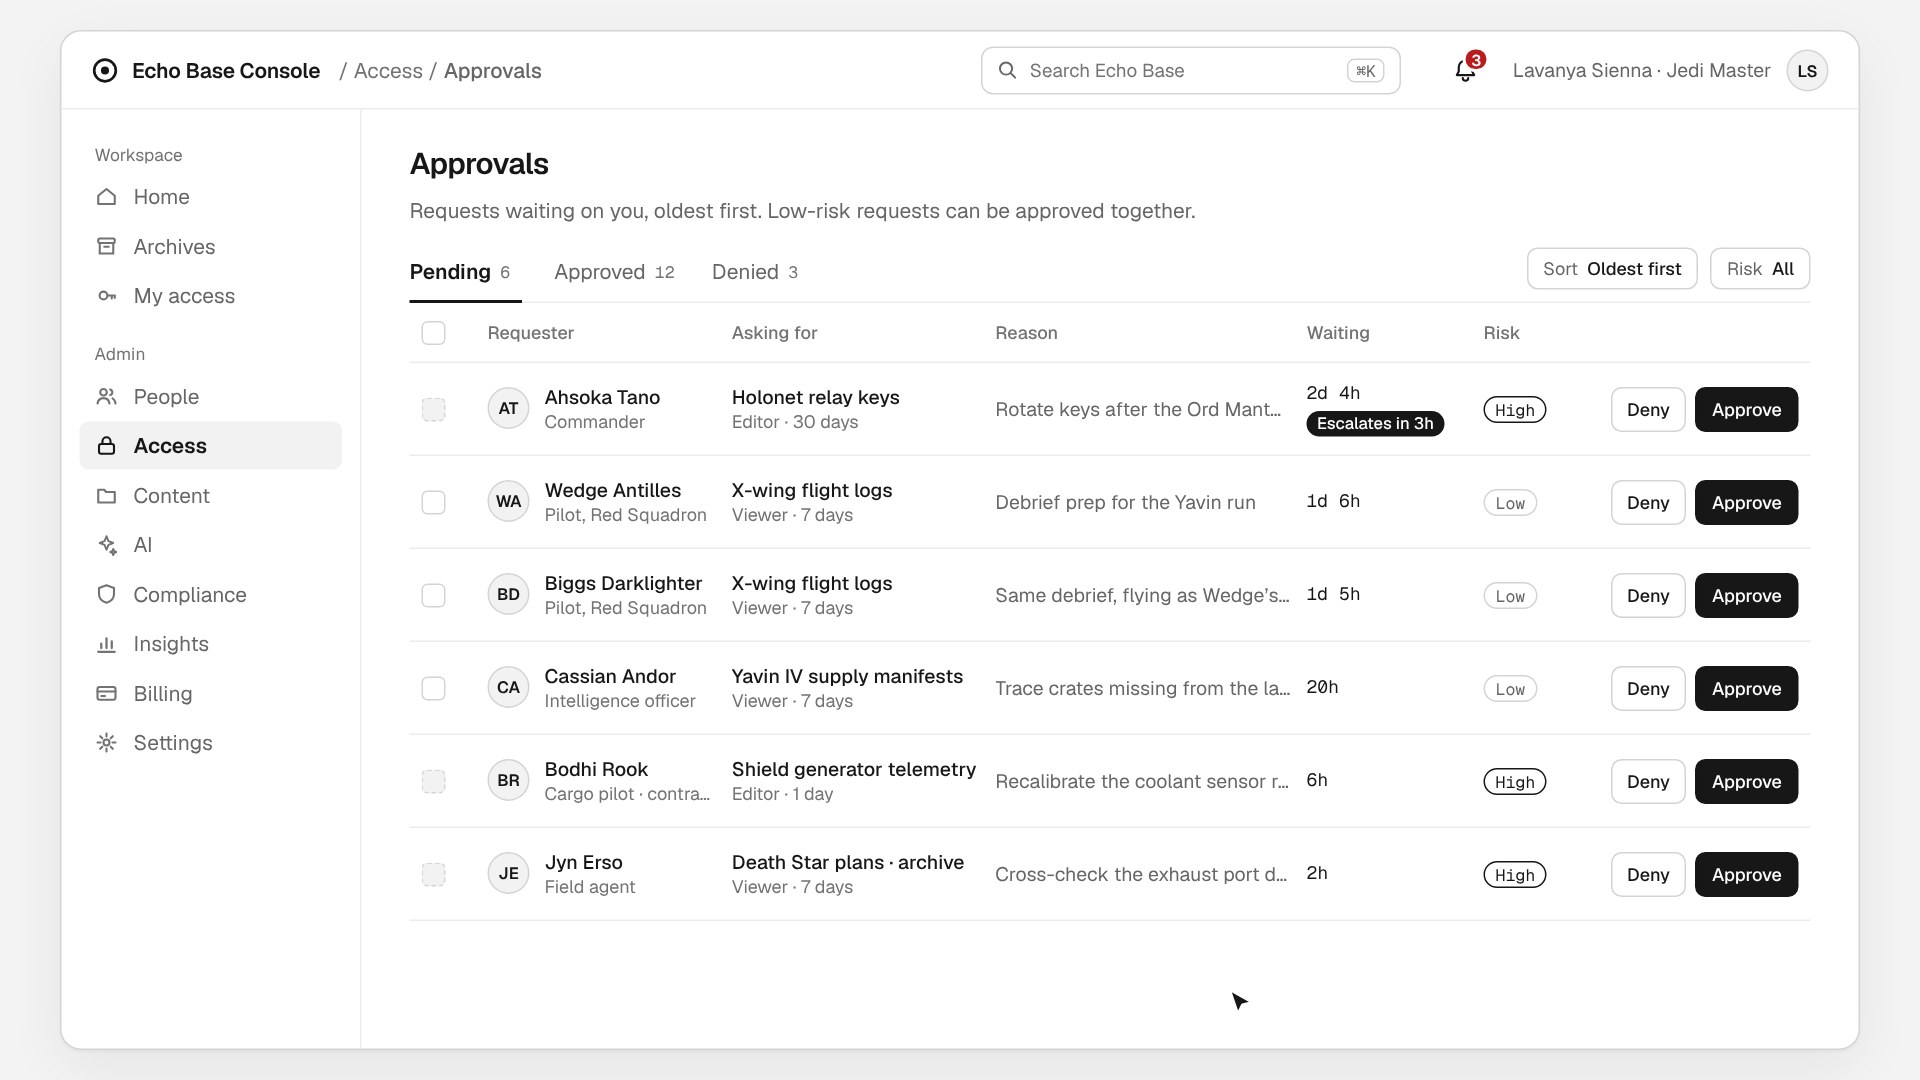 Echo Base Console / Access / Approvals
Search Echo Base ⌘K
3
Lavanya Sienna · Jedi Master LS
Workspace
Home
Archives
My access
Admin
People
Access
Content
AI
Compliance
Insights
Billing
Settings
Approvals
Requests waiting on you, oldest first. Low-risk requests can be approved together.
Pending 6 Approved 12 Denied 3
Sort Oldest first Risk All
Requester Asking for Reason Waiting Risk
AT Ahsoka Tano
Commander
Holonet relay keys
Editor · 30 days
Rotate keys after the Ord Mant…
2d 4h
Escalates in 3h
High
Deny Approve
WA Wedge Antilles
Pilot, Red Squadron
X-wing flight logs
Viewer · 7 days
Debrief prep for the Yavin run
1d 6h
Low
Deny Approve
BD Biggs Darklighter
Pilot, Red Squadron
X-wing flight logs
Viewer · 7 days
Same debrief, flying as Wedge’s…
1d 5h
Low
Deny Approve
CA Cassian Andor
Intelligence officer
Yavin IV supply manifests
Viewer · 7 days
Trace crates missing from the la…
20h
Low
Deny Approve
BR Bodhi Rook
Cargo pilot · contra…
Shield generator telemetry
Editor · 1 day
Recalibrate the coolant sensor r…
6h
High
Deny Approve
JE Jyn Erso
Field agent
Death Star plans · archive
Viewer · 7 days
Cross-check the exhaust port d…
2h
High
Deny Approve